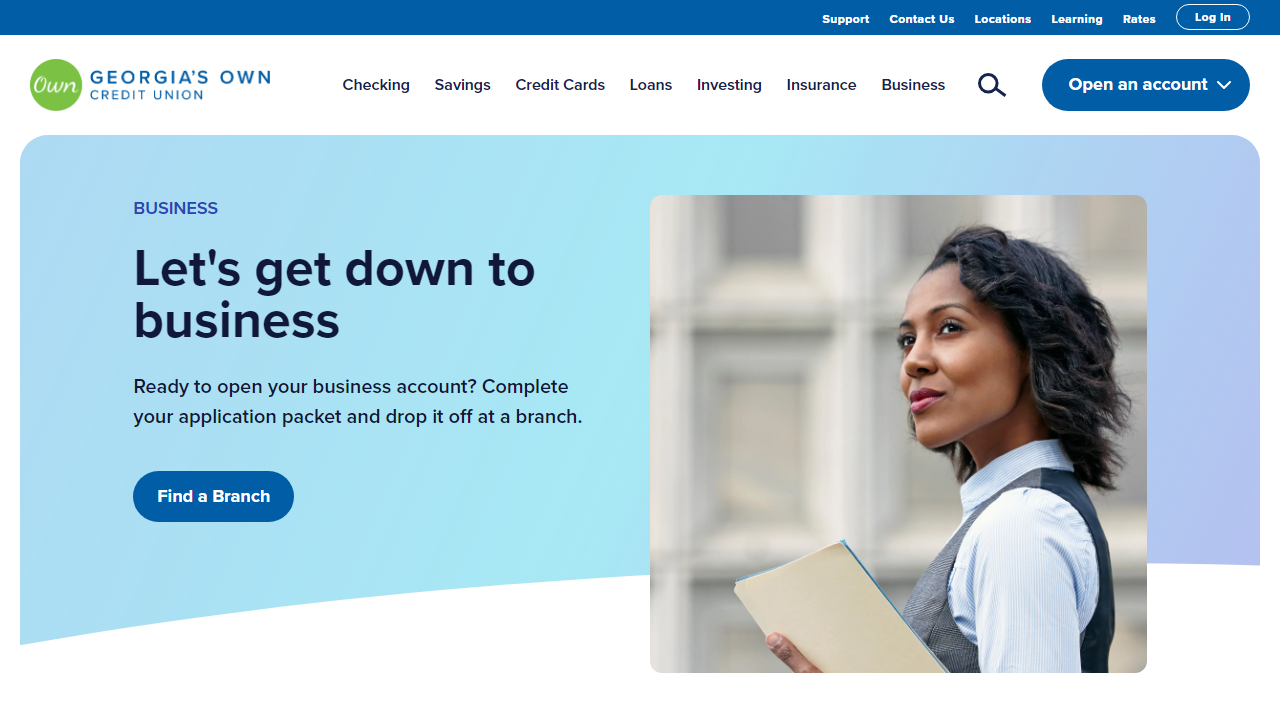 Support Contact Us Locations Learning Rates Log In
Own GEORGIA'S OWN
CREDIT UNION
Checking Savings Credit Cards Loans Investing Insurance Business Open an account
BUSINESS
Let's get down to
business
Ready to open your business account? Complete
your application packet and drop it off at a branch.
Find a Branch